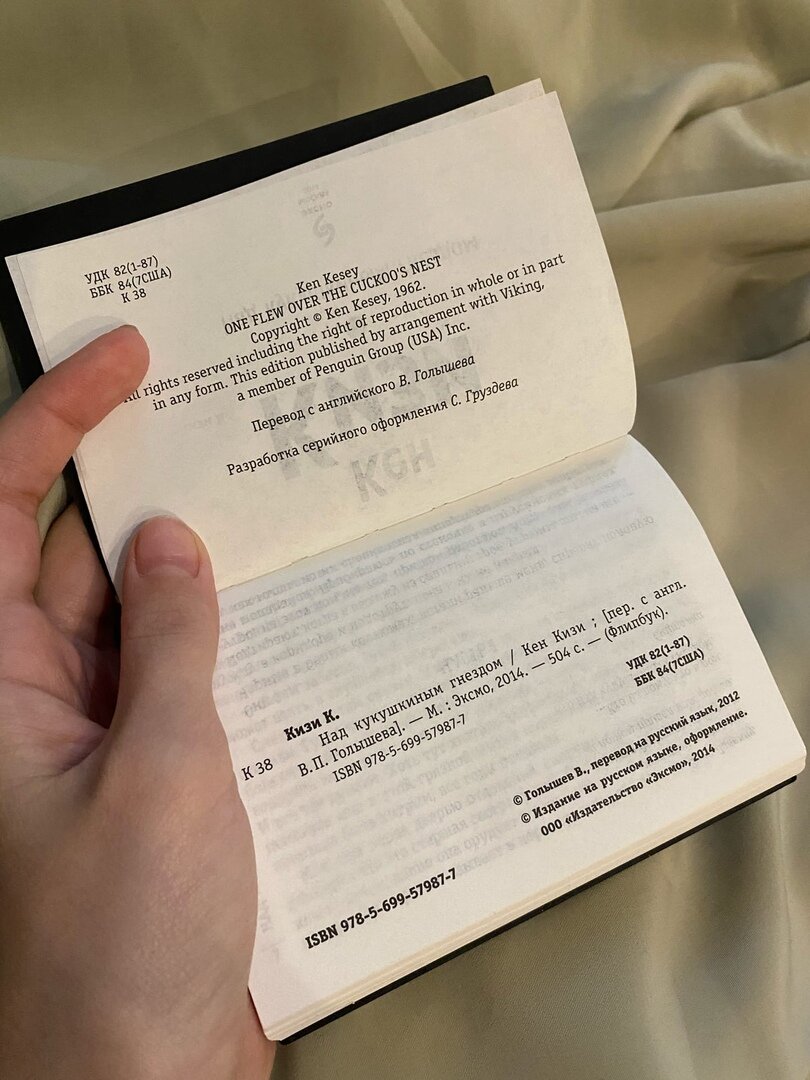 УДК 82(1-87)
ББК 84(7США)
К 38
Ken Kesey
ONE FLEW OVER THE CUCKOO'S NEST
Copyright © Ken Kesey, 1962.
All rights reserved including the right of reproduction in whole or in part
in any form. This edition published by arrangement with Viking,
a member of Penguin Group (USA) Inc.
Перевод с английского В. Голышева
Разработка серийного оформления С. Груздева
Кизи К.
К 38
Над кукушкиным гнездом / Кен Кизи ; [пер. с англ.
В.П. Голышева]. — М. : Эксмо, 2014. — 504 с. — (Флипбук).
ISBN 978-5-699-57987-7
УДК 82(1-87)
ББК 84(7США)
© Голышев В., перевод на русский язык, 2012
© Издание на русском языке, оформление.
ООО «Издательство «Эксмо», 2014
ISBN 978-5-699-57987-7